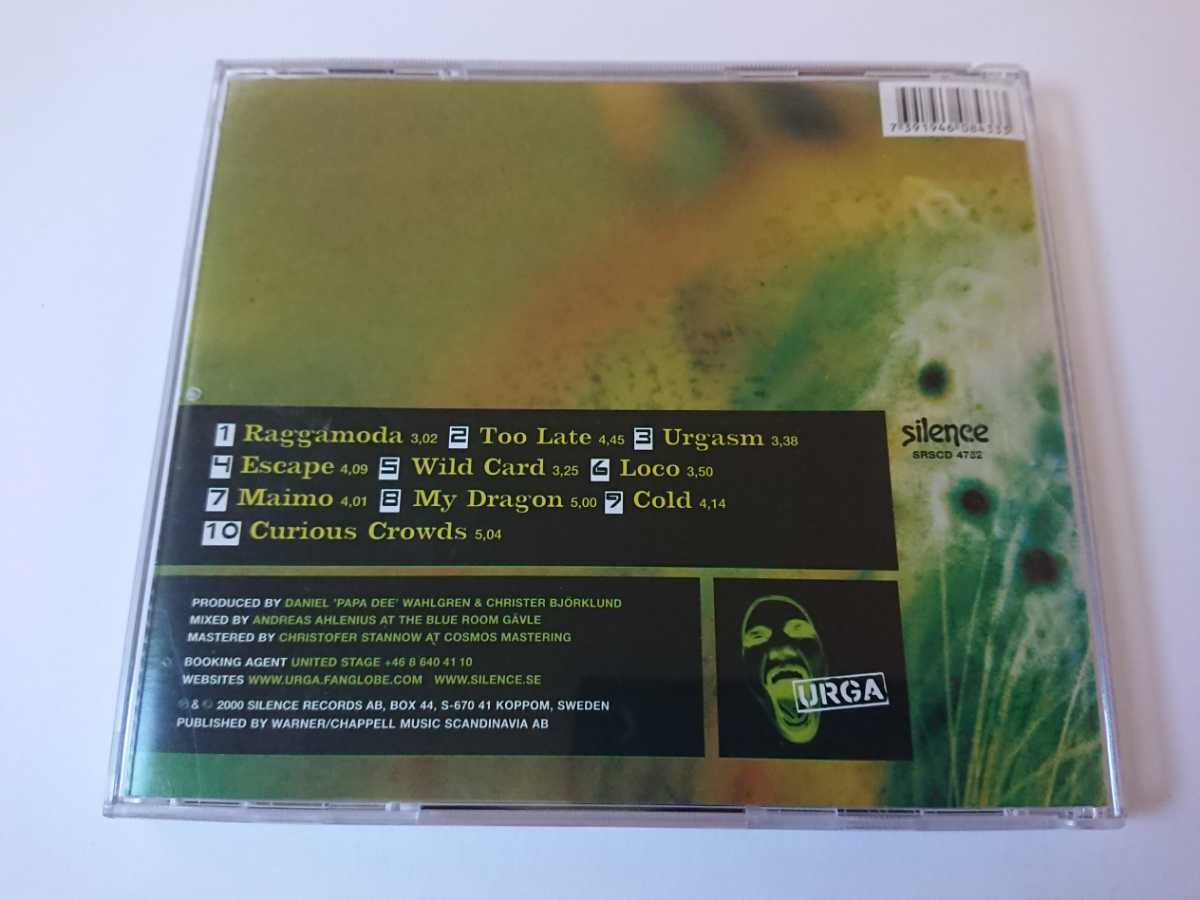 7 391946 084335
1 Raggamoda 3,02 2 Too Late 4,45 3 Urgasm 3,38
4 Escape 4,09 5 Wild Card 3,25 6 Loco 3,50
7 Maimo 4,01 8 My Dragon 5,00 9 Cold 4,14
10 Curious Crowds 5,04
silence
SRSCD 4762
PRODUCED BY DANIEL 'PAPA DEE' WAHLGREN & CHRISTER BJÖRKLUND
MIXED BY ANDREAS AHLENIUS AT THE BLUE ROOM GÄVLE
MASTERED BY CHRISTOFER STANNOW AT COSMOS MASTERING
BOOKING AGENT UNITED STAGE +46 8 640 41 10
WEBSITES WWW.URGA.FANGLOBE.COM WWW.SILENCE.SE
℗ & © 2000 SILENCE RECORDS AB, BOX 44, S-670 41 KOPPOM, SWEDEN
PUBLISHED BY WARNER/CHAPPELL MUSIC SCANDINAVIA AB
URGA